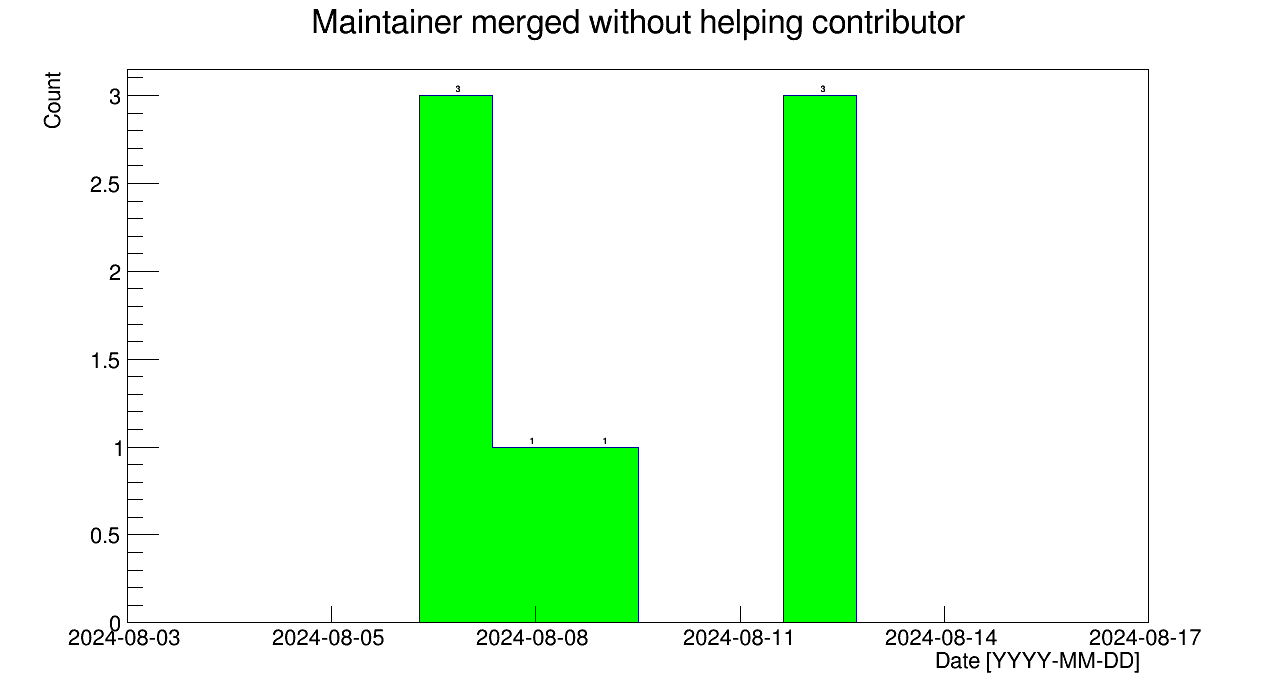 Maintainer merged without helping contributor
Count
3
2.5
2
1.5
1
0.5
0
3
1
1
3
2024-08-03 2024-08-05 2024-08-08 2024-08-11 2024-08-14 2024-08-17
Date [YYYY-MM-DD]